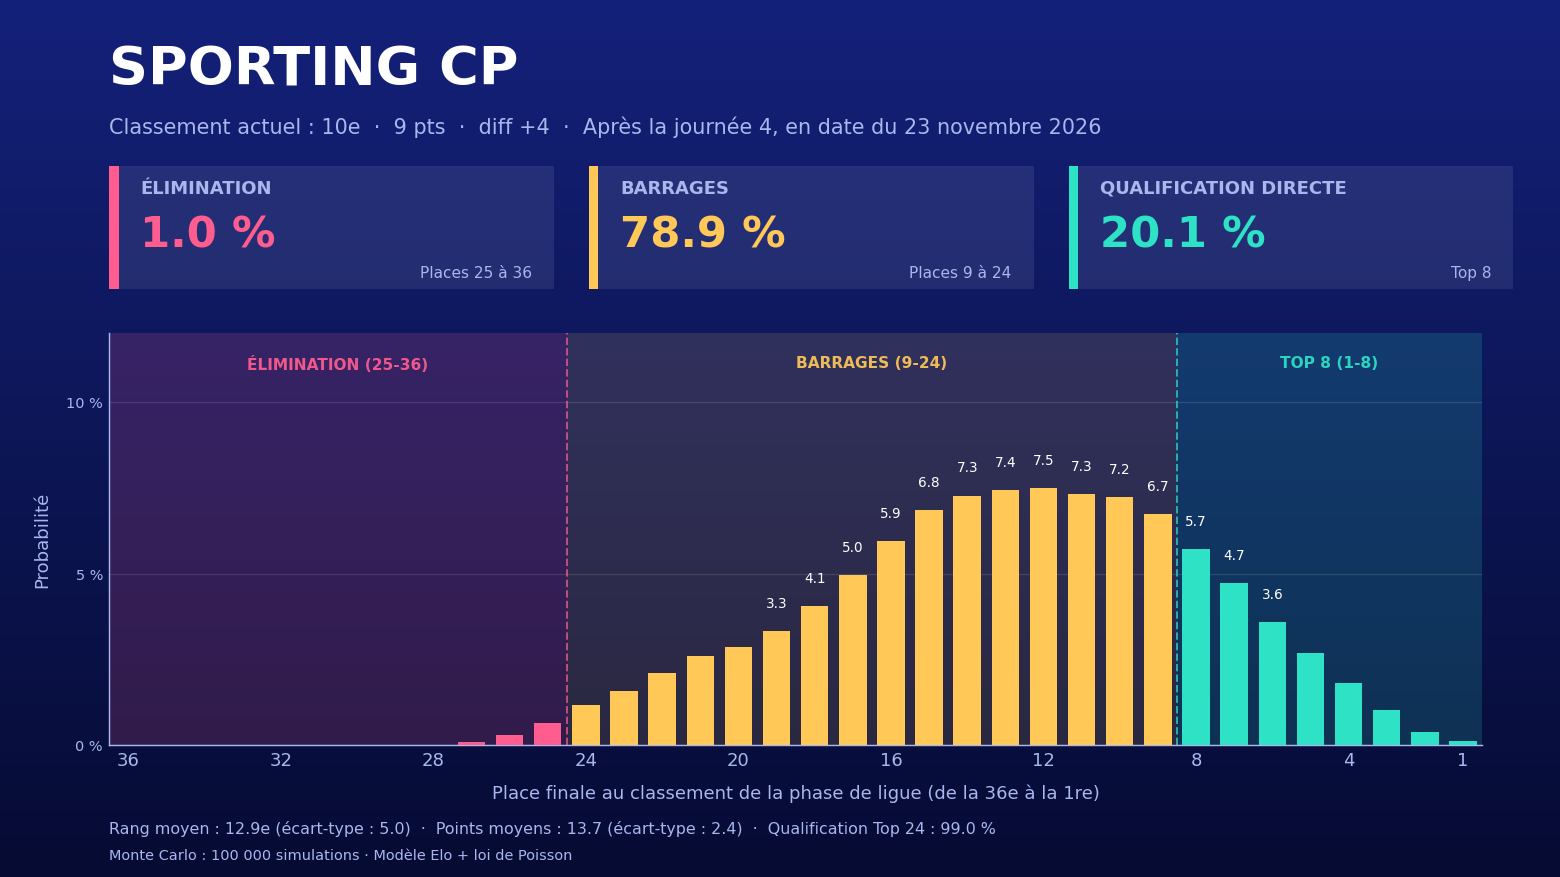 SPORTING CP
Classement actuel : 10e · 9 pts · diff +4 · Après la journée 4, en date du 23 novembre 2026
ÉLIMINATION
1.0 %
Places 25 à 36
BARRAGES
78.9 %
Places 9 à 24
QUALIFICATION DIRECTE
20.1 %
Top 8
ÉLIMINATION (25-36)
BARRAGES (9-24)
TOP 8 (1-8)
10 %
5 %
0 %
Probabilité
3.3
4.1
5.0
5.9
6.8
7.3
7.4
7.5
7.3
7.2
6.7
5.7
4.7
3.6
36 32 28 24 20 16 12 8 4 1
Place finale au classement de la phase de ligue (de la 36e à la 1re)
Rang moyen : 12.9e (écart-type : 5.0) · Points moyens : 13.7 (écart-type : 2.4) · Qualification Top 24 : 99.0 %
Monte Carlo : 100 000 simulations · Modèle Elo + loi de Poisson